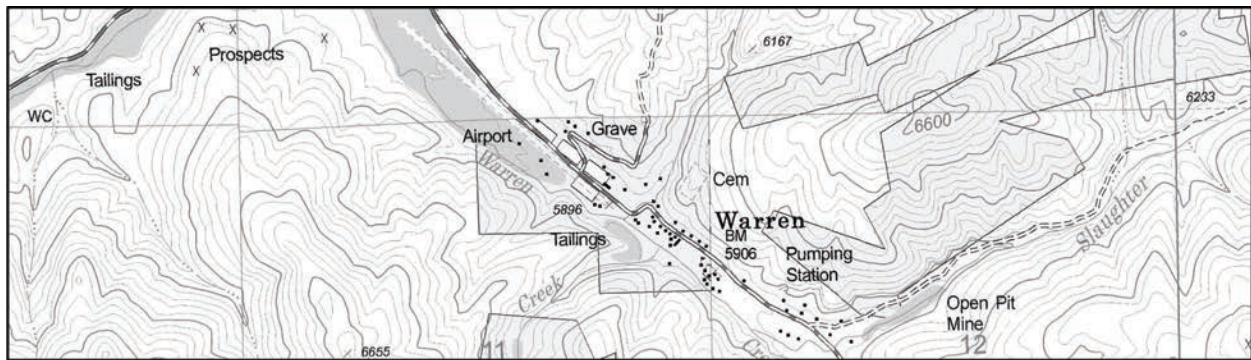 6167
Prospects
Tailings
6233
WC
6600
Grave
Airport
Warren
Cem
5896
Warren
BM
5906
Tailings
Slaughter
Pumping
Station
Creek
Open Pit
Mine
11
12
6655